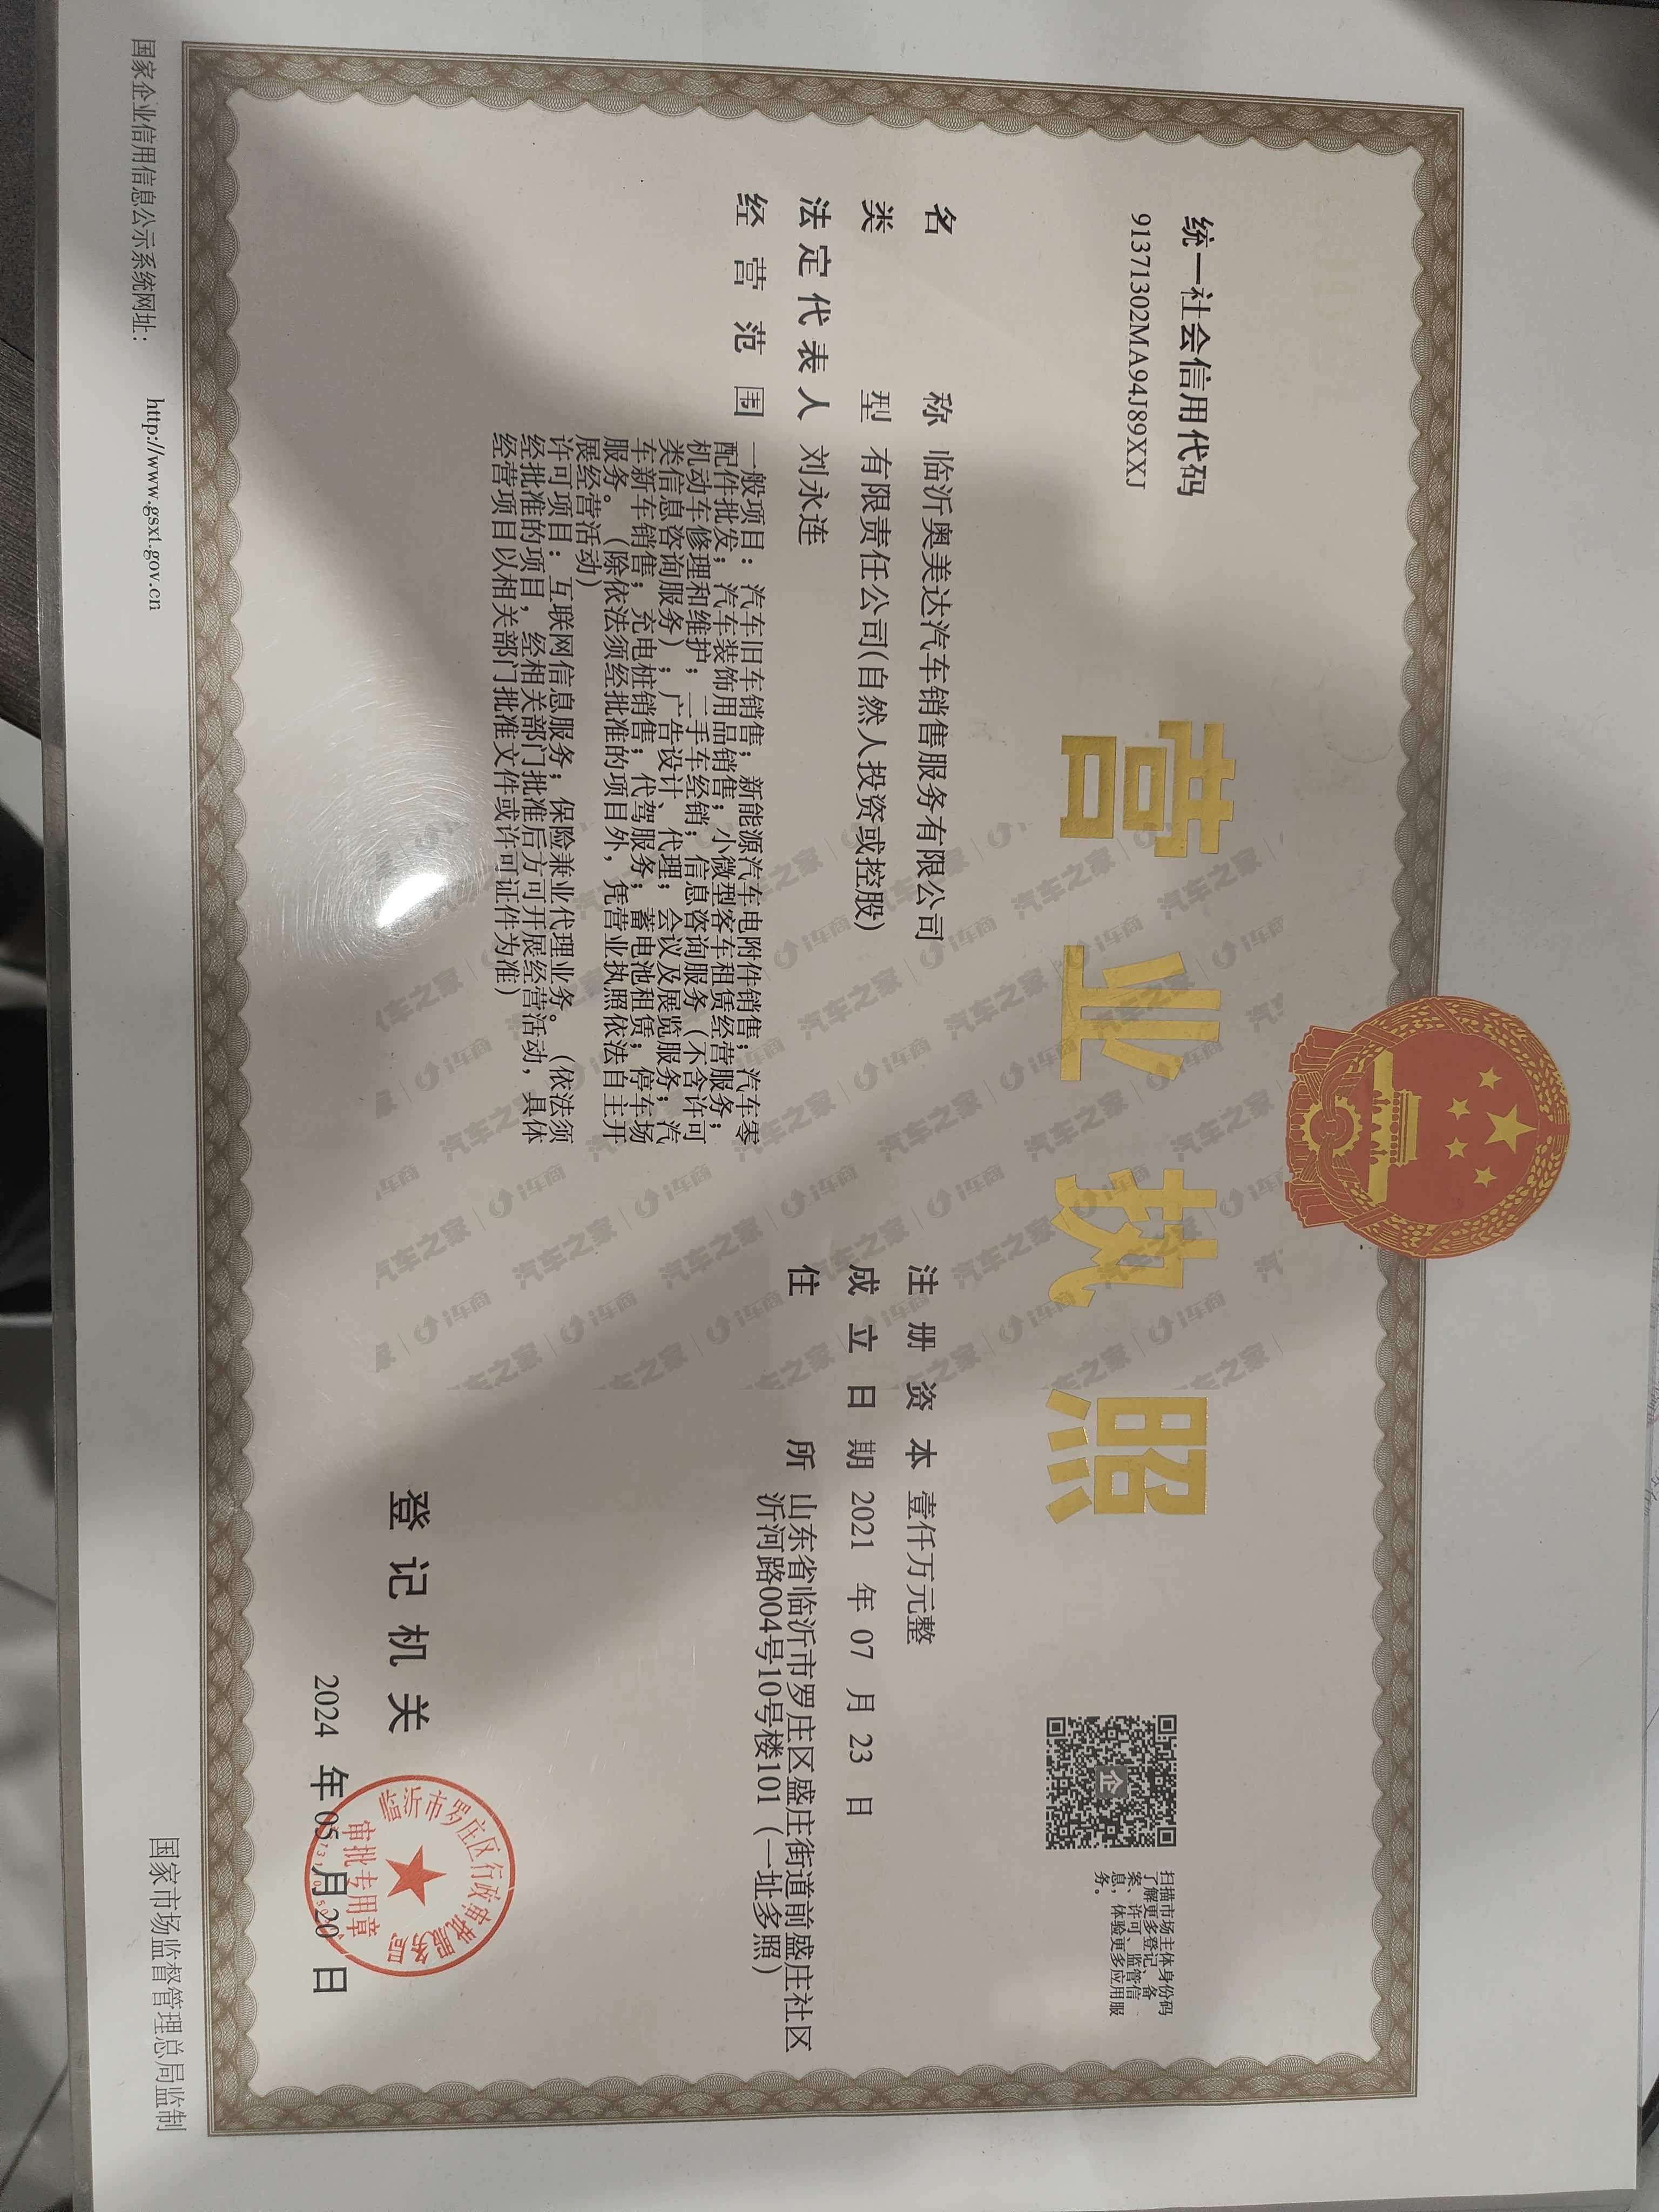 营业执照
统一社会信用代码
91371302MA94J89XXJ
扫描市场主体身份码
了解更多登记、备
案、许可、监管信
息，体验更多应用服
务。
名称 临沂奥美达汽车销售服务有限公司
类型 有限责任公司(自然人投资或控股)
法定代表人 刘永连
经营范围 一般项目：汽车旧车销售；新能源汽车电附件销售；汽车零
配件批发；汽车装饰用品销售；小微型客车租赁经营服务；
机动车修理和维护；二手车经销；信息咨询服务（不含许可
类信息咨询服务）；广告设计、代理；会议及展览服务；汽
车新车销售；充电桩销售；代驾服务；蓄电池租赁；停车场
服务。（除依法须经批准的项目外，凭营业执照依法自主开
展经营活动）
许可项目：互联网信息服务；保险兼业代理业务。（依法须
经批准的项目，经相关部门批准后方可开展经营活动，具体
经营项目以相关部门批准文件或许可证件为准）
注册资本 壹仟万元整
成立日期 2021 年 07 月 23 日
住所 山东省临沂市罗庄区盛庄街道前盛庄社区
沂河路004号10号楼101（一址多照）
登记机关
临沂市罗庄区行政审批服务局
审批专用章
2024 年 05 月 20 日
国家企业信用信息公示系统网址： http://www.gsxt.gov.cn
国家市场监督管理总局监制
汽车之家 | i车商